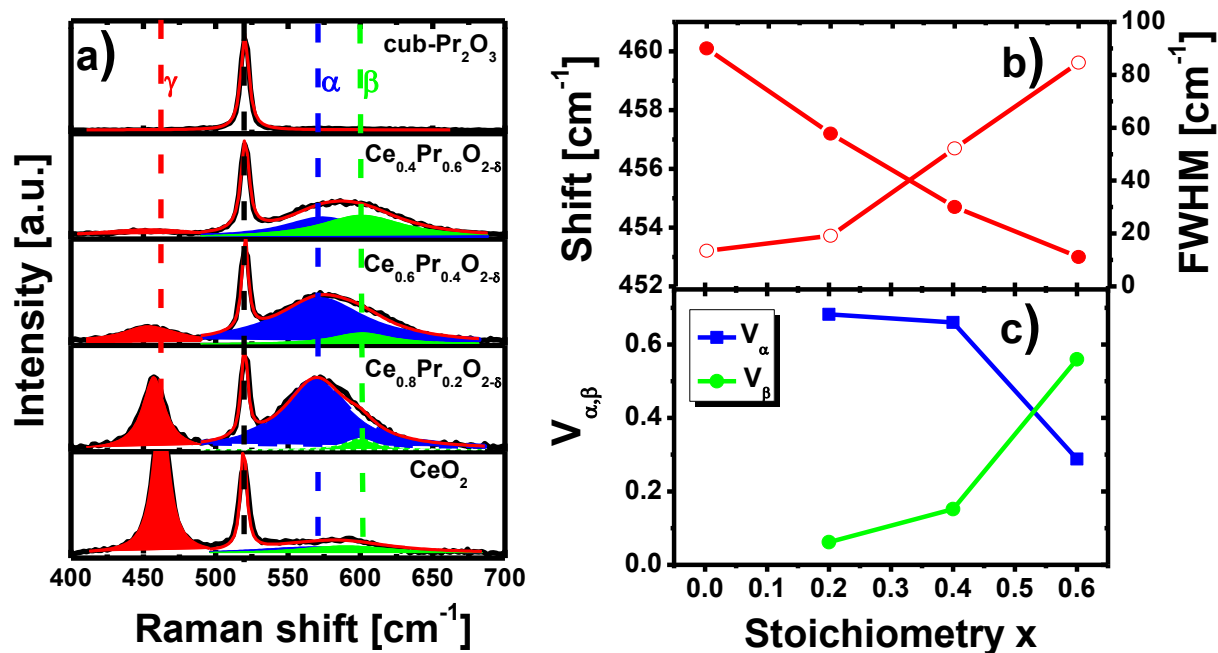 a)
cub-Pr₂O₃
γ
α
β
Ce₀.₄Pr₀.₆O₂₋δ
Ce₀.₆Pr₀.₄O₂₋δ
Ce₀.₈Pr₀.₂O₂₋δ
CeO₂
Intensity [a.u.]
400 450 500 550 600 650 700
Raman shift [cm⁻¹]
b)
460
458
456
454
452
Shift [cm⁻¹]
100
80
60
40
20
0
FWHM [cm⁻¹]
c)
Vα
Vβ
0.6
0.4
0.2
0.0
Vα,β
0.0 0.1 0.2 0.3 0.4 0.5 0.6
Stoichiometry x